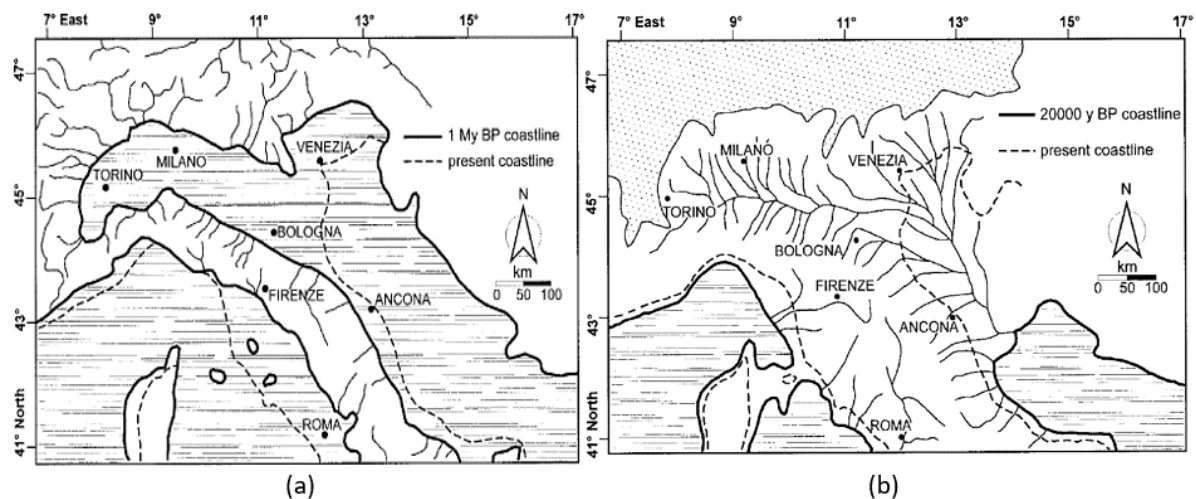 7° East 9° 11° 13° 15° 17°
47°
1 My BP coastline
present coastline
VENEZIA
MILANO
TORINO
45°
N
BOLOGNA
km
0 50 100
FIRENZE
ANCONA
43°
ROMA
41° North
(a)
7° East 9° 11° 13° 15° 17°
47°
20000 y BP coastline
present coastline
MILANO
VENEZIA
TORINO
45°
N
BOLOGNA
km
0 50 100
FIRENZE
43°
ANCONA
ROMA
41° North
(b)